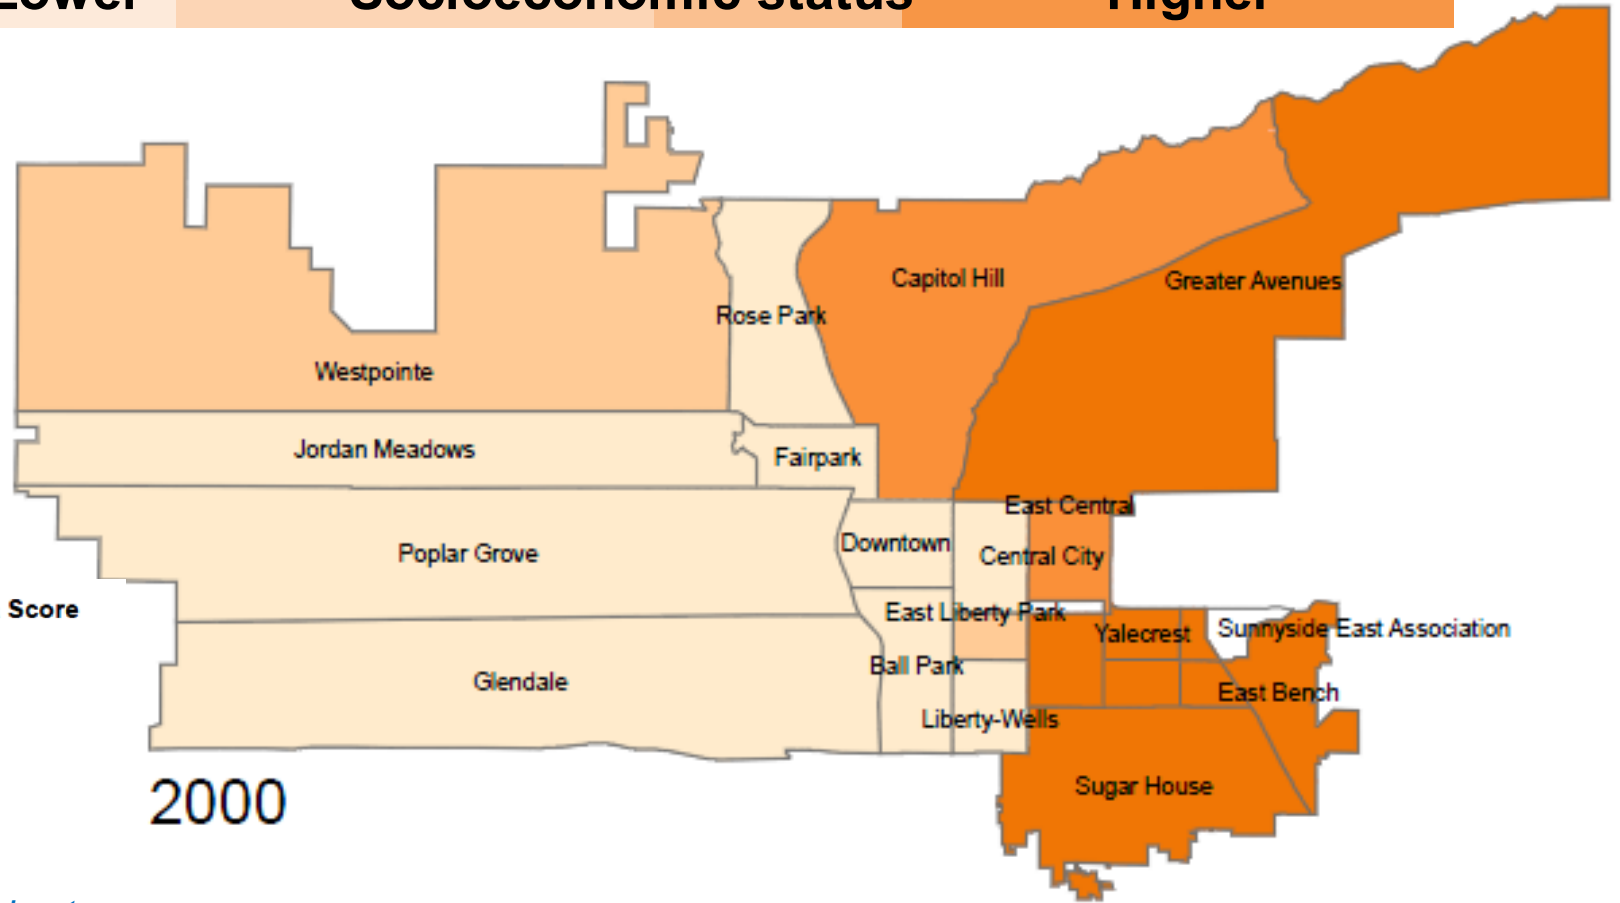 Lower Socioeconomic status Higher
Capitol Hill
Greater Avenues
Rose Park
Westpointe
Jordan Meadows
Fairpark
East Central
Downtown
Central City
Poplar Grove
Score
East Liberty Park
Yalecrest
Sunnyside East Association
Ball Park
Glendale
East Bench
Liberty-Wells
Sugar House
2000